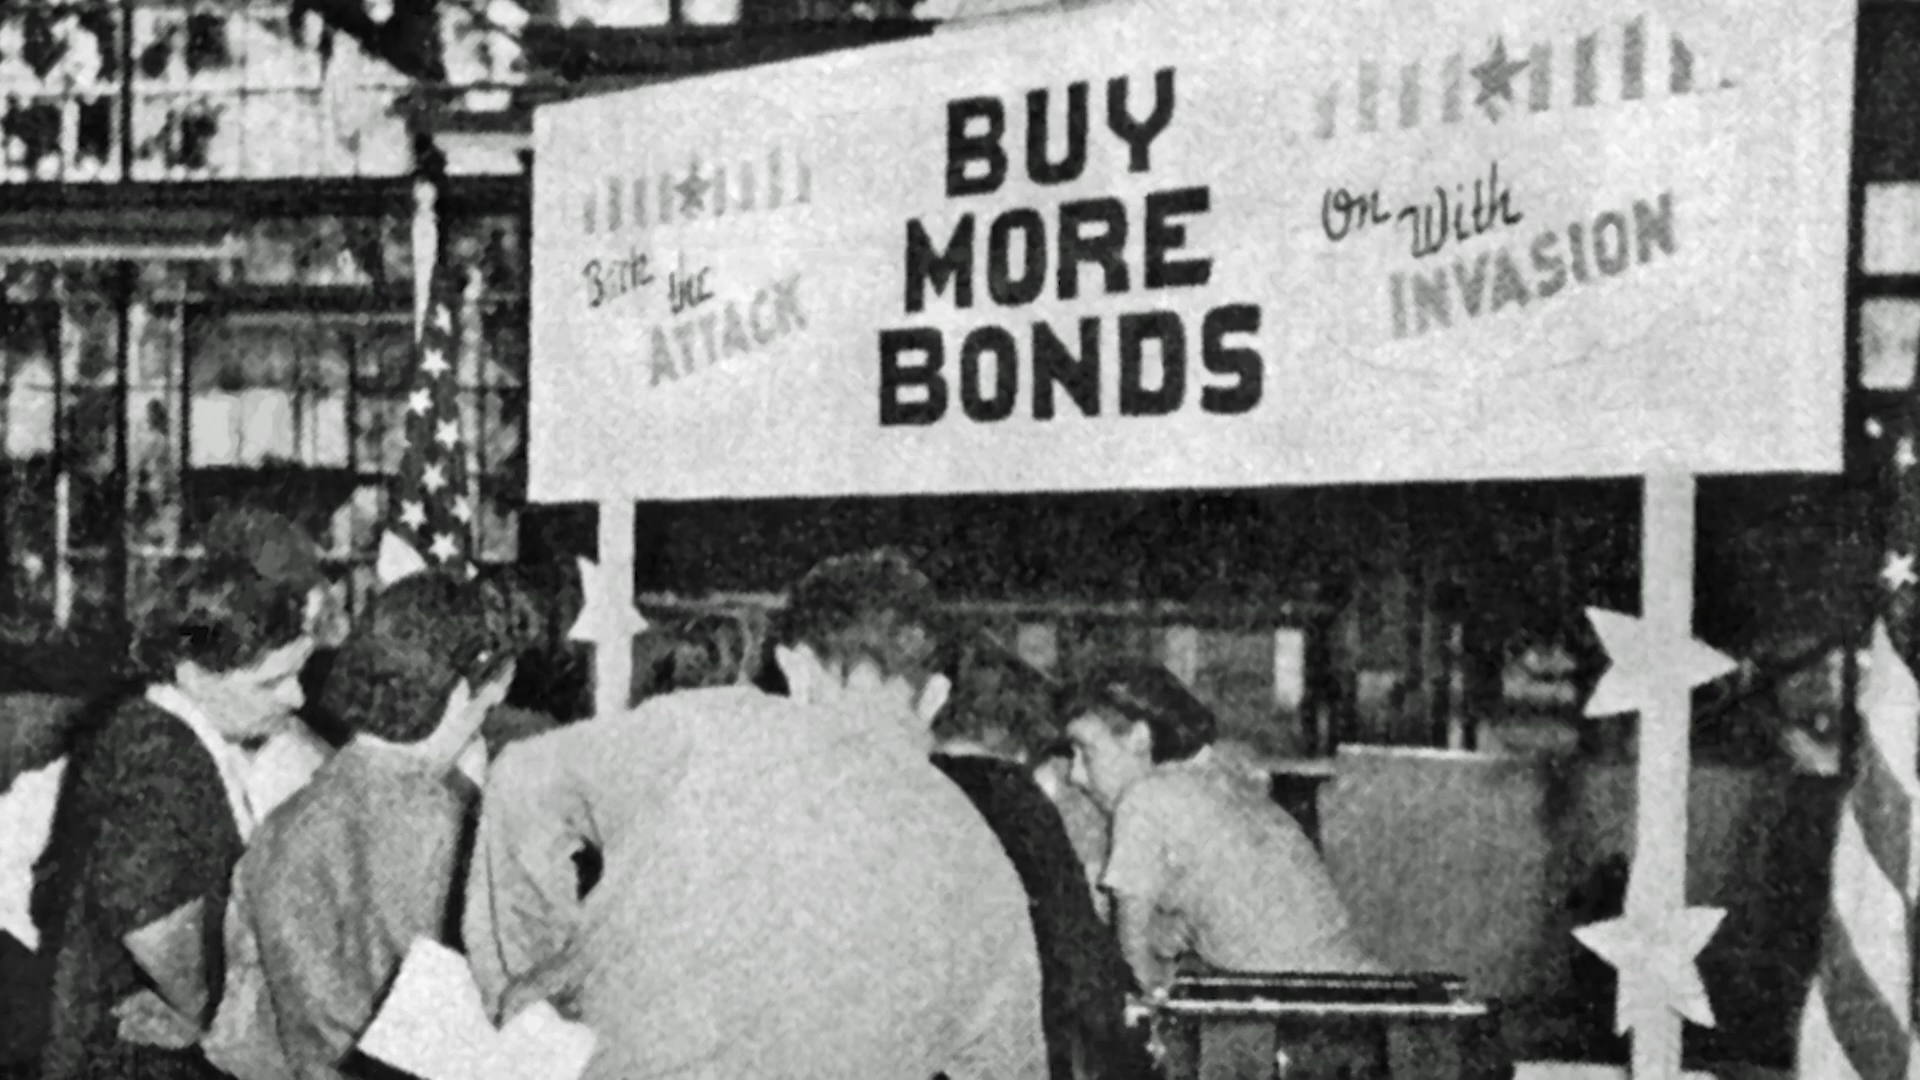 BUY
MORE
BONDS
Back the
ATTACK
On With
INVASION